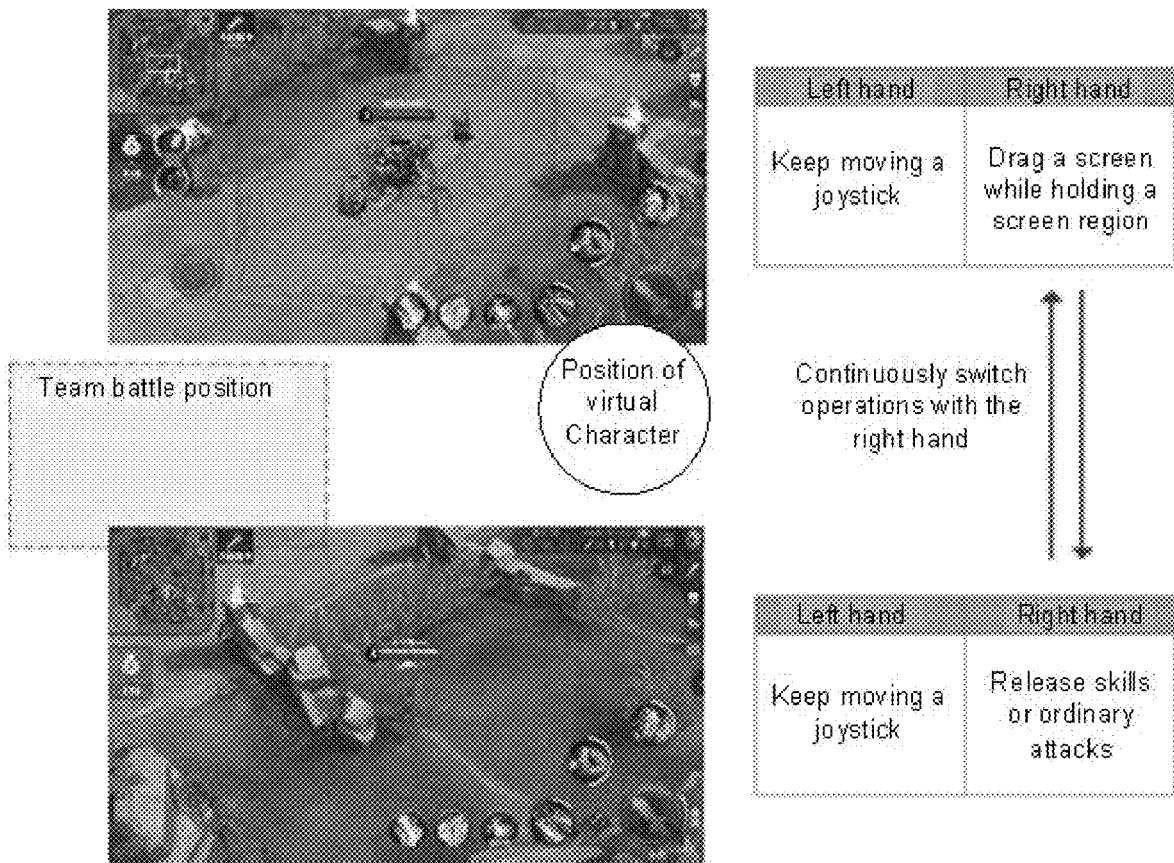 Left hand
Right hand
Keep moving a
joystick
Drag a screen
while holding a
screen region
Team battle position
Position of
virtual
Character
Continuously switch
operations with the
right hand
Left hand
Right hand
Keep moving a
joystick
Release skills
or ordinary
attacks